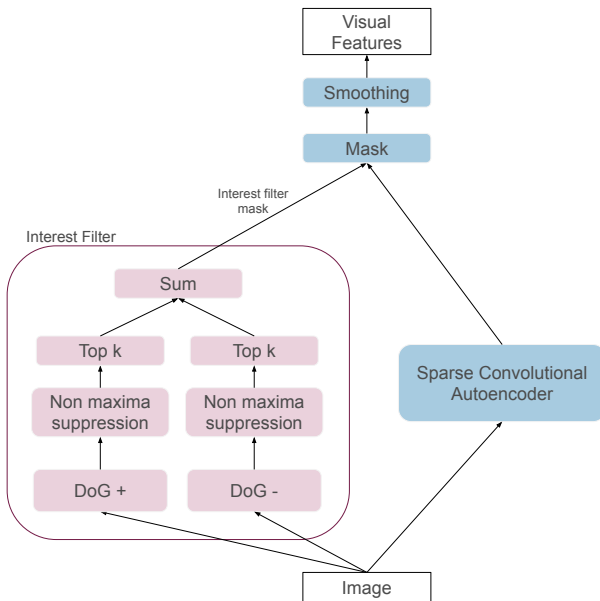 Visual
Features
Smoothing
Mask
Interest filter
mask
Interest Filter
Sum
Top k
Top k
Non maxima
suppression
Non maxima
suppression
Sparse Convolutional
Autoencoder
DoG +
DoG -
Image